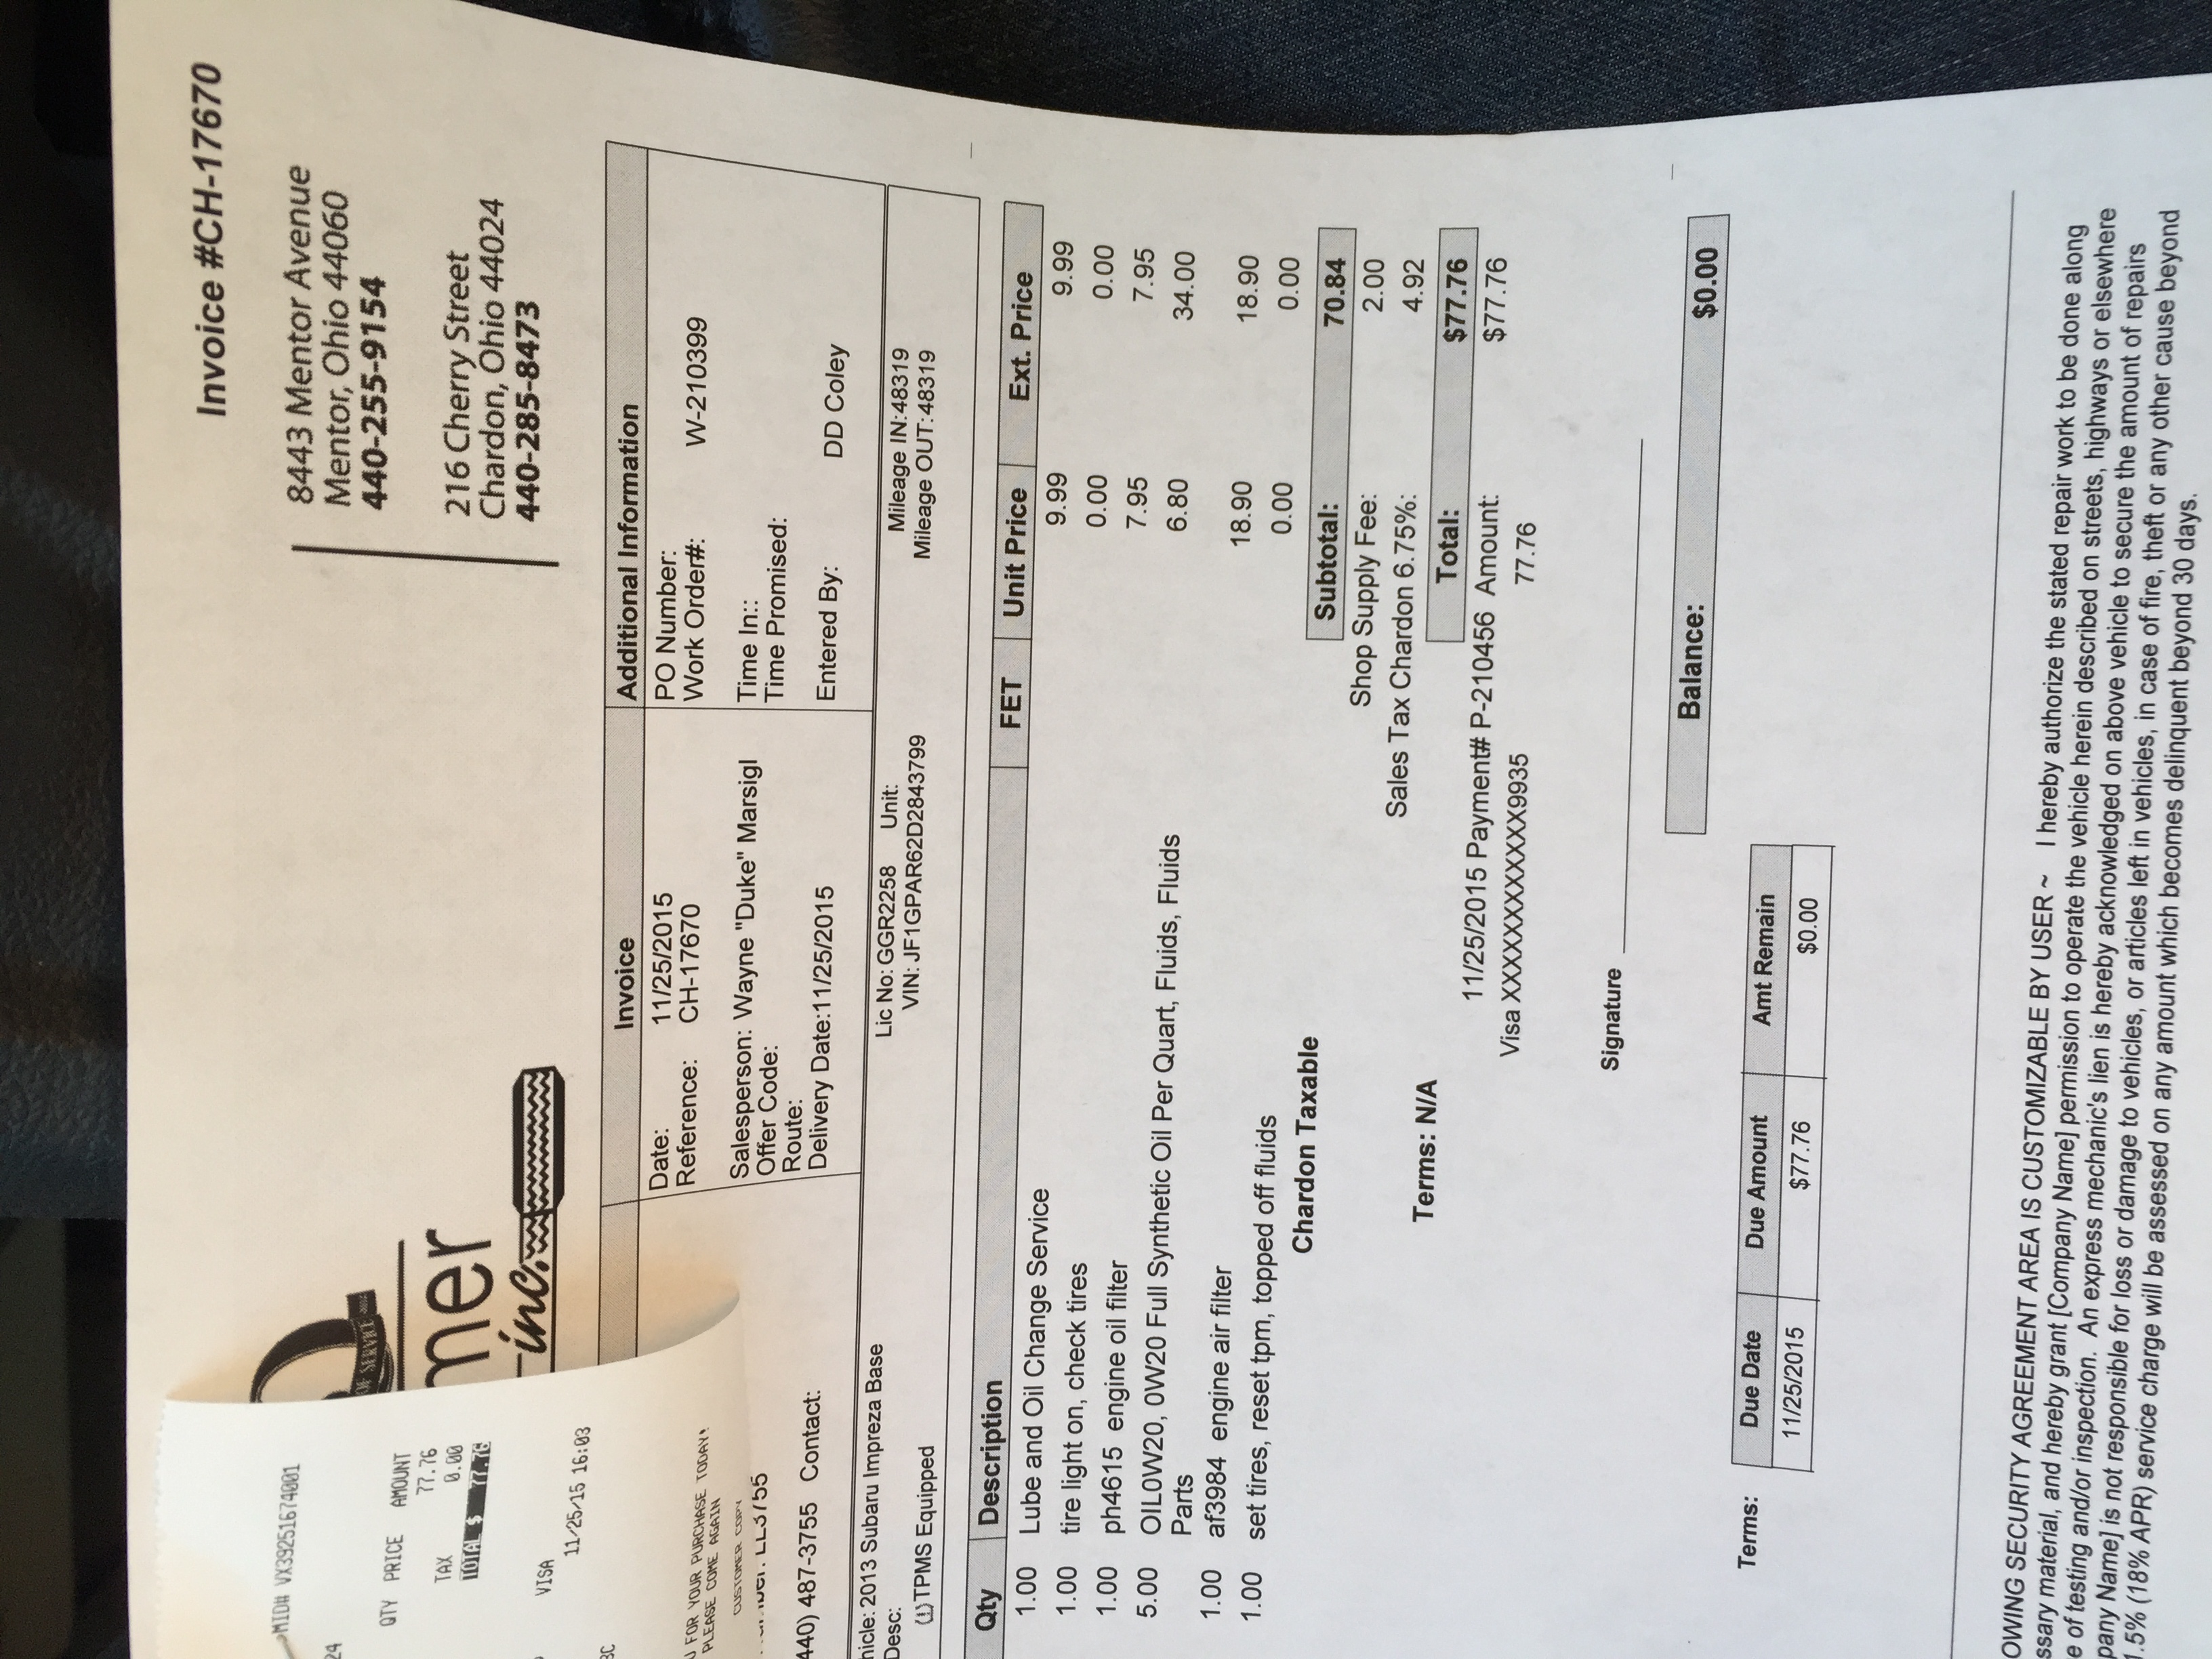 Invoice #CH-17670
8443 Mentor Avenue
Mentor, Ohio 44060
440-255-9154
216 Cherry Street
Chardon, Ohio 44024
440-285-8473
MID# VX39251674001
24
QTY PRICE AMOUNT
77.76
TAX 0.00
TOTAL $ 77.76
VISA
11/25/15 16:03
BC
U FOR YOUR PURCHASE TODAY!
PLEASE COME AGAIN
CUSTOMER COPY
OF SERVICE
mer
inc.
LL3755
440) 487-3755 Contact:
Invoice
Date: 11/25/2015
Reference: CH-17670
Salesperson: Wayne "Duke" Marsigl
Offer Code:
Route:
Delivery Date:11/25/2015
Additional Information
PO Number:
Work Order#: W-210399
Time In::
Time Promised:
Entered By: DD Coley
hicle: 2013 Subaru Impreza Base Lic No: GGR2258 Unit: Mileage IN:48319
Desc: VIN: JF1GPAR62D2843799 Mileage OUT:48319
(!) TPMS Equipped
Qty Description FET Unit Price Ext. Price
1.00 Lube and Oil Change Service 9.99 9.99
1.00 tire light on, check tires 0.00 0.00
1.00 ph4615 engine oil filter 7.95 7.95
5.00 OIL0W20, 0W20 Full Synthetic Oil Per Quart, Fluids, Fluids 6.80 34.00
Parts
1.00 af3984 engine air filter 18.90 18.90
1.00 set tires, reset tpm, topped off fluids 0.00 0.00
Chardon Taxable
Subtotal: 70.84
Shop Supply Fee: 2.00
Sales Tax Chardon 6.75%: 4.92
Terms: N/A
Total: $77.76
11/25/2015 Payment# P-210456 Amount: $77.76
Visa XXXXXXXXXXXX9935 77.76
Signature
Balance: $0.00
Terms: Due Date Due Amount Amt Remain
11/25/2015 $77.76 $0.00
OWING SECURITY AGREEMENT AREA IS CUSTOMIZABLE BY USER ~ I hereby authorize the stated repair work to be done along
ssary material, and hereby grant [Company Name] permission to operate the vehicle herein described on streets, highways or elsewhere
e of testing and/or inspection. An express mechanic's lien is hereby acknowledged on above vehicle to secure the amount of repairs
pany Name] is not responsible for loss or damage to vehicles, or articles left in vehicles, in case of fire, theft or any other cause beyond
1.5% (18% APR) service charge will be assessed on any amount which becomes delinquent beyond 30 days.